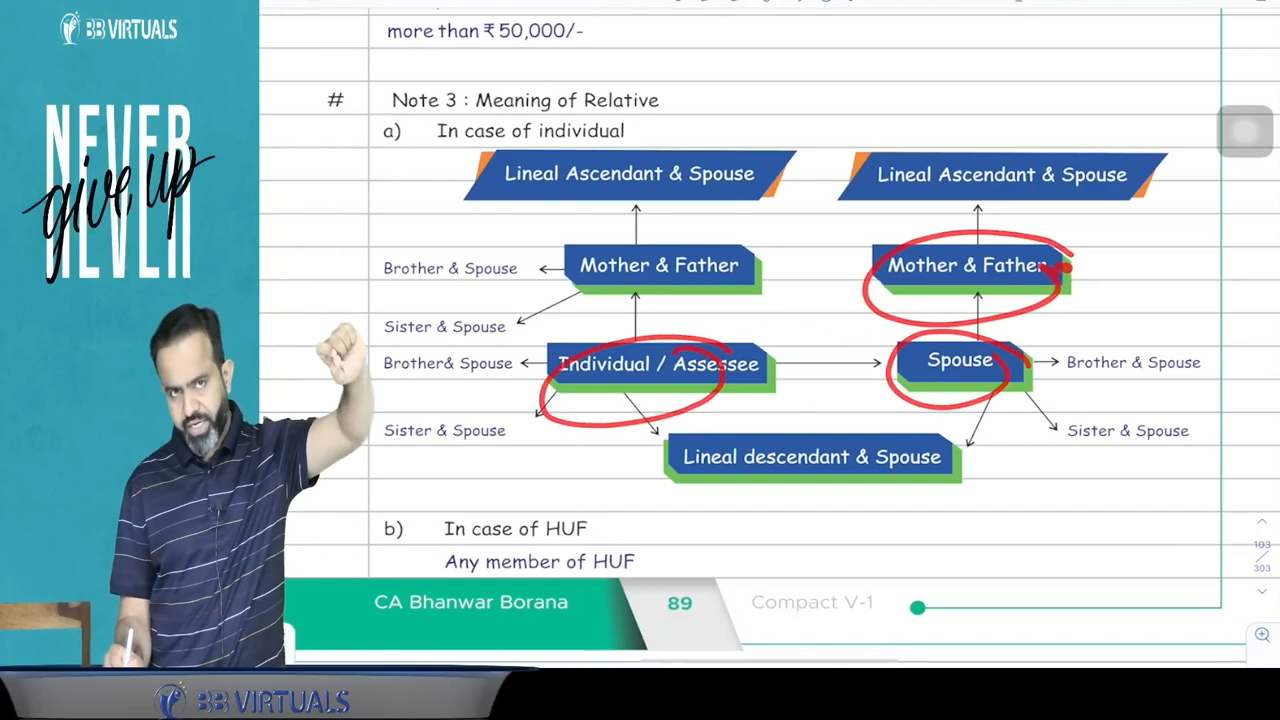 BB VIRTUALS
NEVER
give up
NEVER
more than ₹ 50,000/-
# Note 3 : Meaning of Relative
a) In case of individual
Lineal Ascendant & Spouse
Lineal Ascendant & Spouse
Brother & Spouse
Mother & Father
Mother & Father
Sister & Spouse
Brother& Spouse
Individual / Assessee
Spouse
Brother & Spouse
Sister & Spouse
Sister & Spouse
Lineal descendant & Spouse
b) In case of HUF
Any member of HUF
103
/
303
CA Bhanwar Borana
89
Compact V-1
BB VIRTUALS